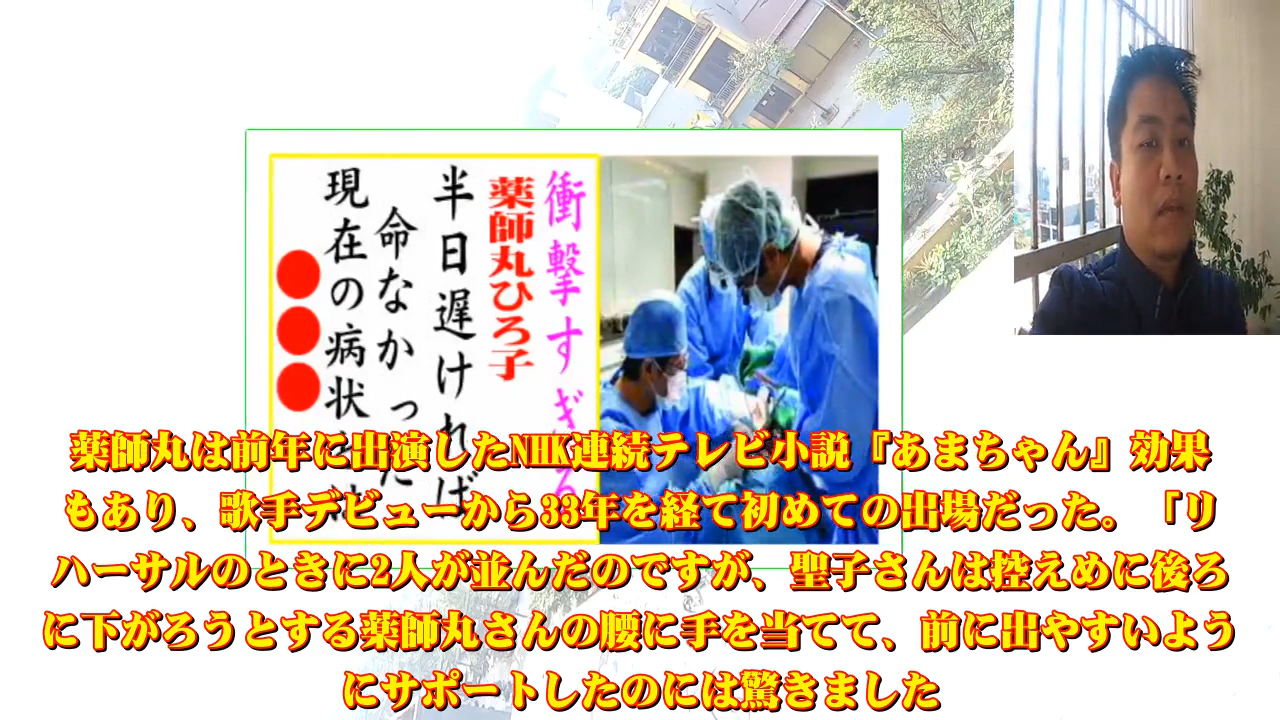 衝撃すぎる
薬師丸ひろ子
半日遅ければ
命なかった
現在の病状
薬師丸は前年に出演したNHK連続テレビ小説『あまちゃん』効果
もあり、歌手デビューから33年を経て初めての出場だった。「リ
ハーサルのときに2人が並んだのですが、聖子さんは控えめに後ろ
に下がろうとする薬師丸さんの腰に手を当てて、前に出やすいよう
にサポートしたのには驚きました